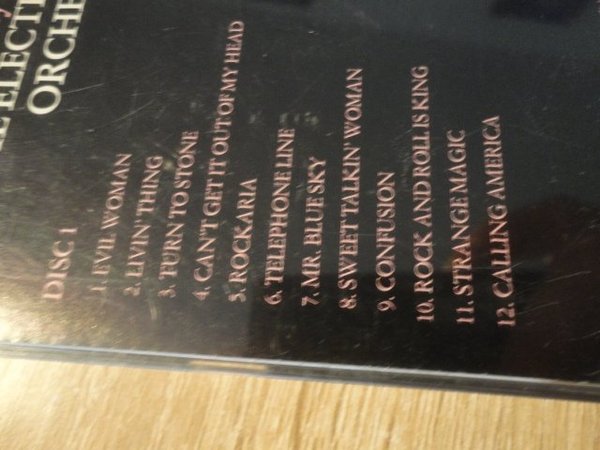 ELECTR
ORCHE
DISC 1
1. EVIL WOMAN
2. LIVIN' THING
3. TURN TO STONE
4. CAN'T GET IT OUT OF MY HEAD
5. ROCKARIA
6. TELEPHONE LINE
7. MR. BLUE SKY
8. SWEET TALKIN' WOMAN
9. CONFUSION
10. ROCK AND ROLL IS KING
11. STRANGE MAGIC
12. CALLING AMERICA